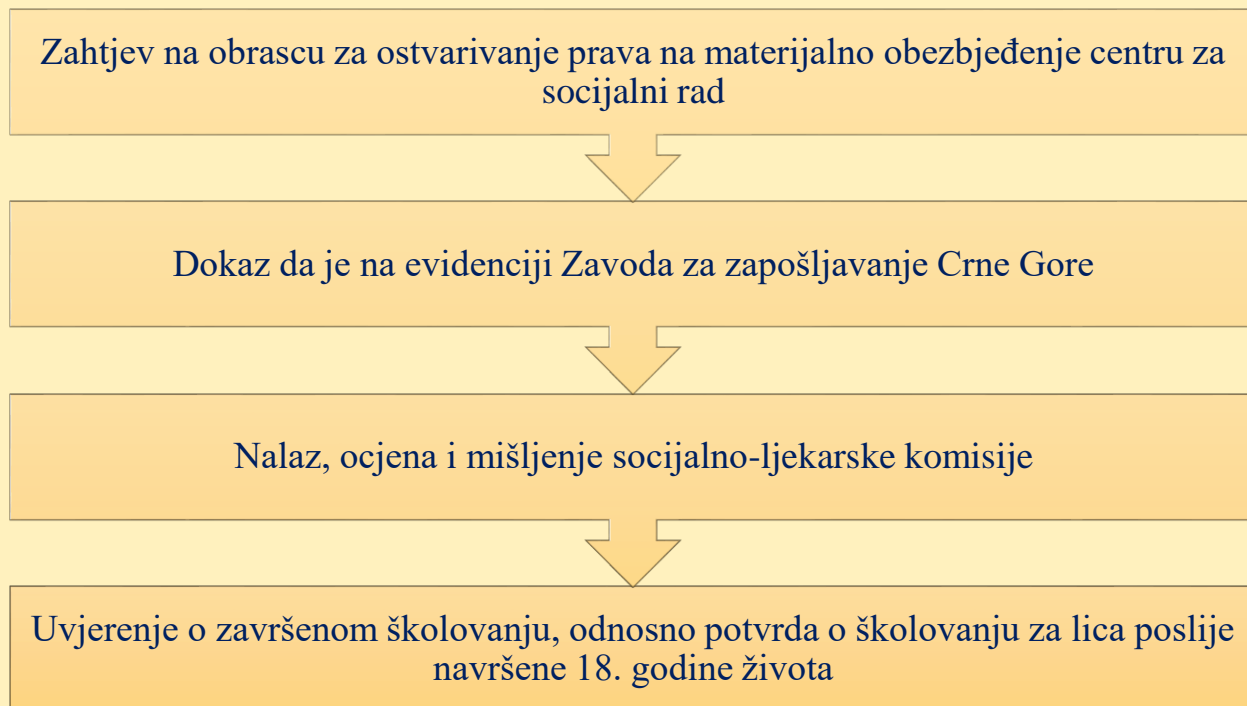 Zahtjev na obrascu za ostvarivanje prava na materijalno obezbjeđenje centru za
socijalni rad
Dokaz da je na evidenciji Zavoda za zapošljavanje Crne Gore
Nalaz, ocjena i mišljenje socijalno-ljekarske komisije
Uvjerenje o završenom školovanju, odnosno potvrda o školovanju za lica poslije
navršene 18. godine života